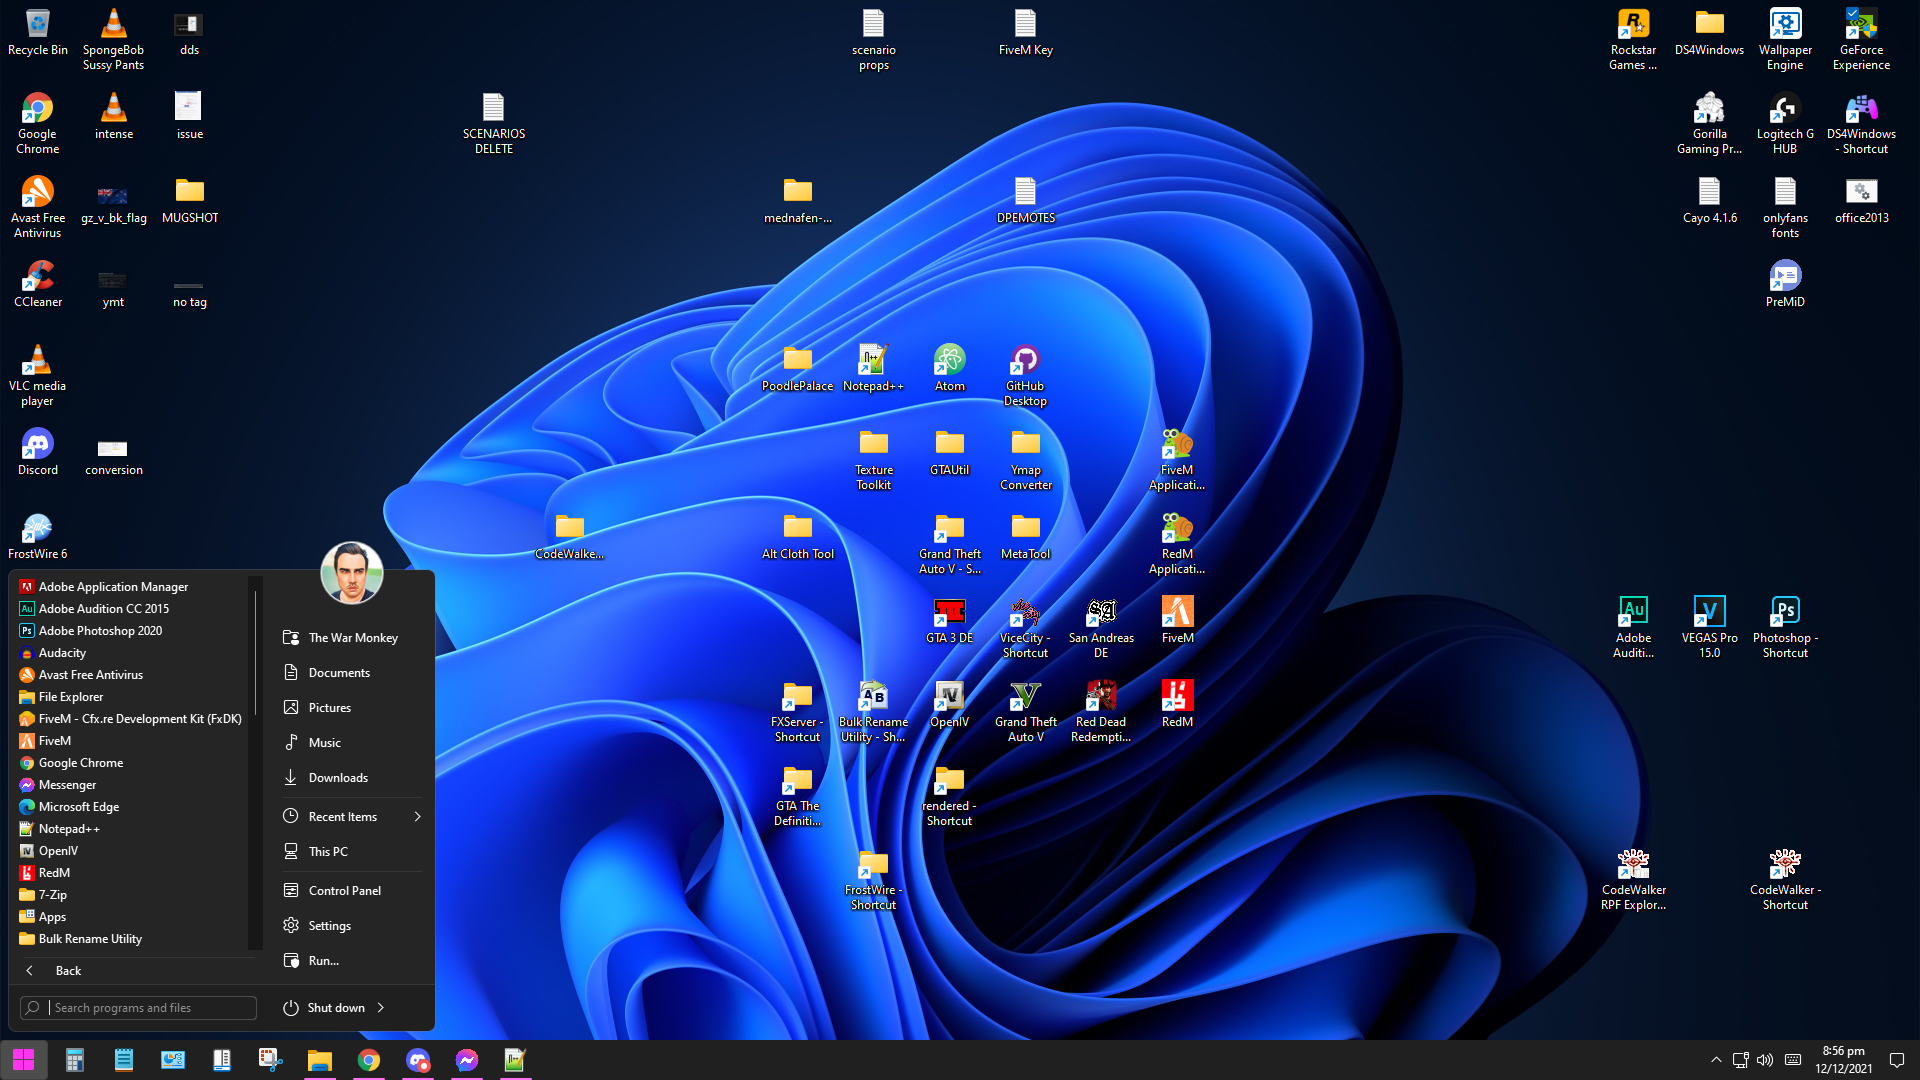 Recycle Bin
SpongeBob
Sussy Pants
dds
scenario
props
FiveM Key
Rockstar
Games ...
DS4Windows
Wallpaper
Engine
GeForce
Experience
Google
Chrome
intense
issue
SCENARIOS
DELETE
Gorilla
Gaming Pr...
Logitech G
HUB
DS4Windows
- Shortcut
Avast Free
Antivirus
gz_v_bk_flag
MUGSHOT
mednafen-...
DPEMOTES
Cayo 4.1.6
onlyfans
fonts
office2013
CCleaner
ymt
no tag
PreMiD
VLC media
player
PoodlePalace
Notepad++
Atom
GitHub
Desktop
Discord
conversion
Texture
Toolkit
GTAUtil
Ymap
Converter
FiveM
Applicati...
FrostWire 6
CodeWalke...
Alt Cloth Tool
Grand Theft
Auto V - S...
MetaTool
RedM
Applicati...
GTA 3 DE
ViceCity -
Shortcut
San Andreas
DE
FiveM
Adobe
Auditi...
VEGAS Pro
15.0
Photoshop -
Shortcut
FXServer -
Shortcut
Bulk Rename
Utility - Sh...
OpenIV
Grand Theft
Auto V
Red Dead
Redempti...
RedM
GTA The
Definiti...
rendered -
Shortcut
FrostWire -
Shortcut
CodeWalker
RPF Explor...
CodeWalker -
Shortcut
Adobe Application Manager
Adobe Audition CC 2015
Adobe Photoshop 2020
Audacity
Avast Free Antivirus
File Explorer
FiveM - Cfx.re Development Kit (FxDK)
FiveM
Google Chrome
Messenger
Microsoft Edge
Notepad++
OpenIV
RedM
7-Zip
Apps
Bulk Rename Utility
Back
Search programs and files
The War Monkey
Documents
Pictures
Music
Downloads
Recent Items
This PC
Control Panel
Settings
Run...
Shut down
8:56 pm
12/12/2021